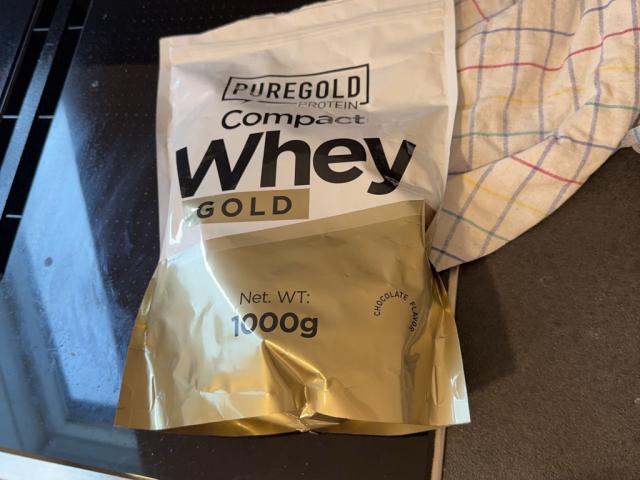 PUREGOLD
PROTEIN
Compact
Whey
GOLD
Net. WT:
1000g
CHOCOLATE FLAVOR